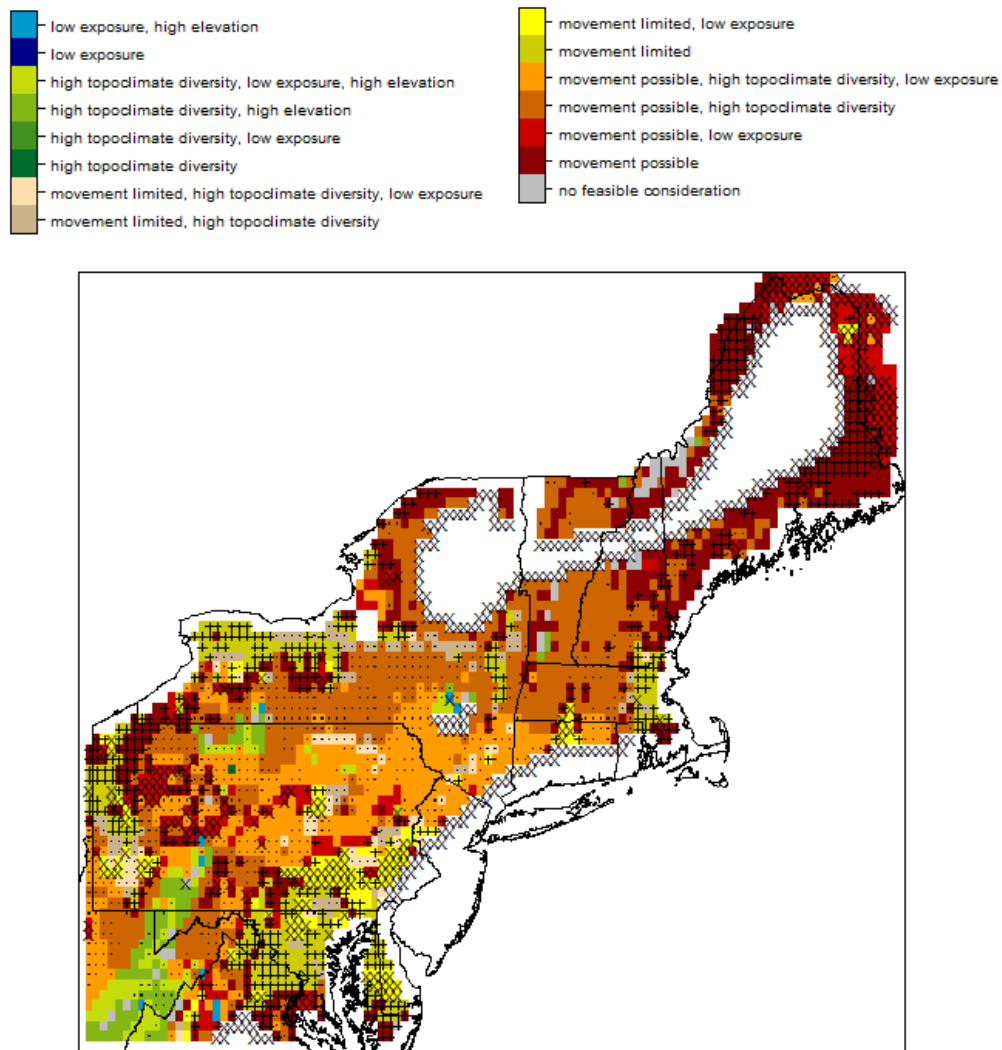 low exposure, high elevation
low exposure
high topoclimate diversity, low exposure, high elevation
high topoclimate diversity, high elevation
high topoclimate diversity, low exposure
high topoclimate diversity
movement limited, high topoclimate diversity, low exposure
movement limited, high topoclimate diversity
movement limited, low exposure
movement limited
movement possible, high topoclimate diversity, low exposure
movement possible, high topoclimate diversity
movement possible, low exposure
movement possible
no feasible consideration